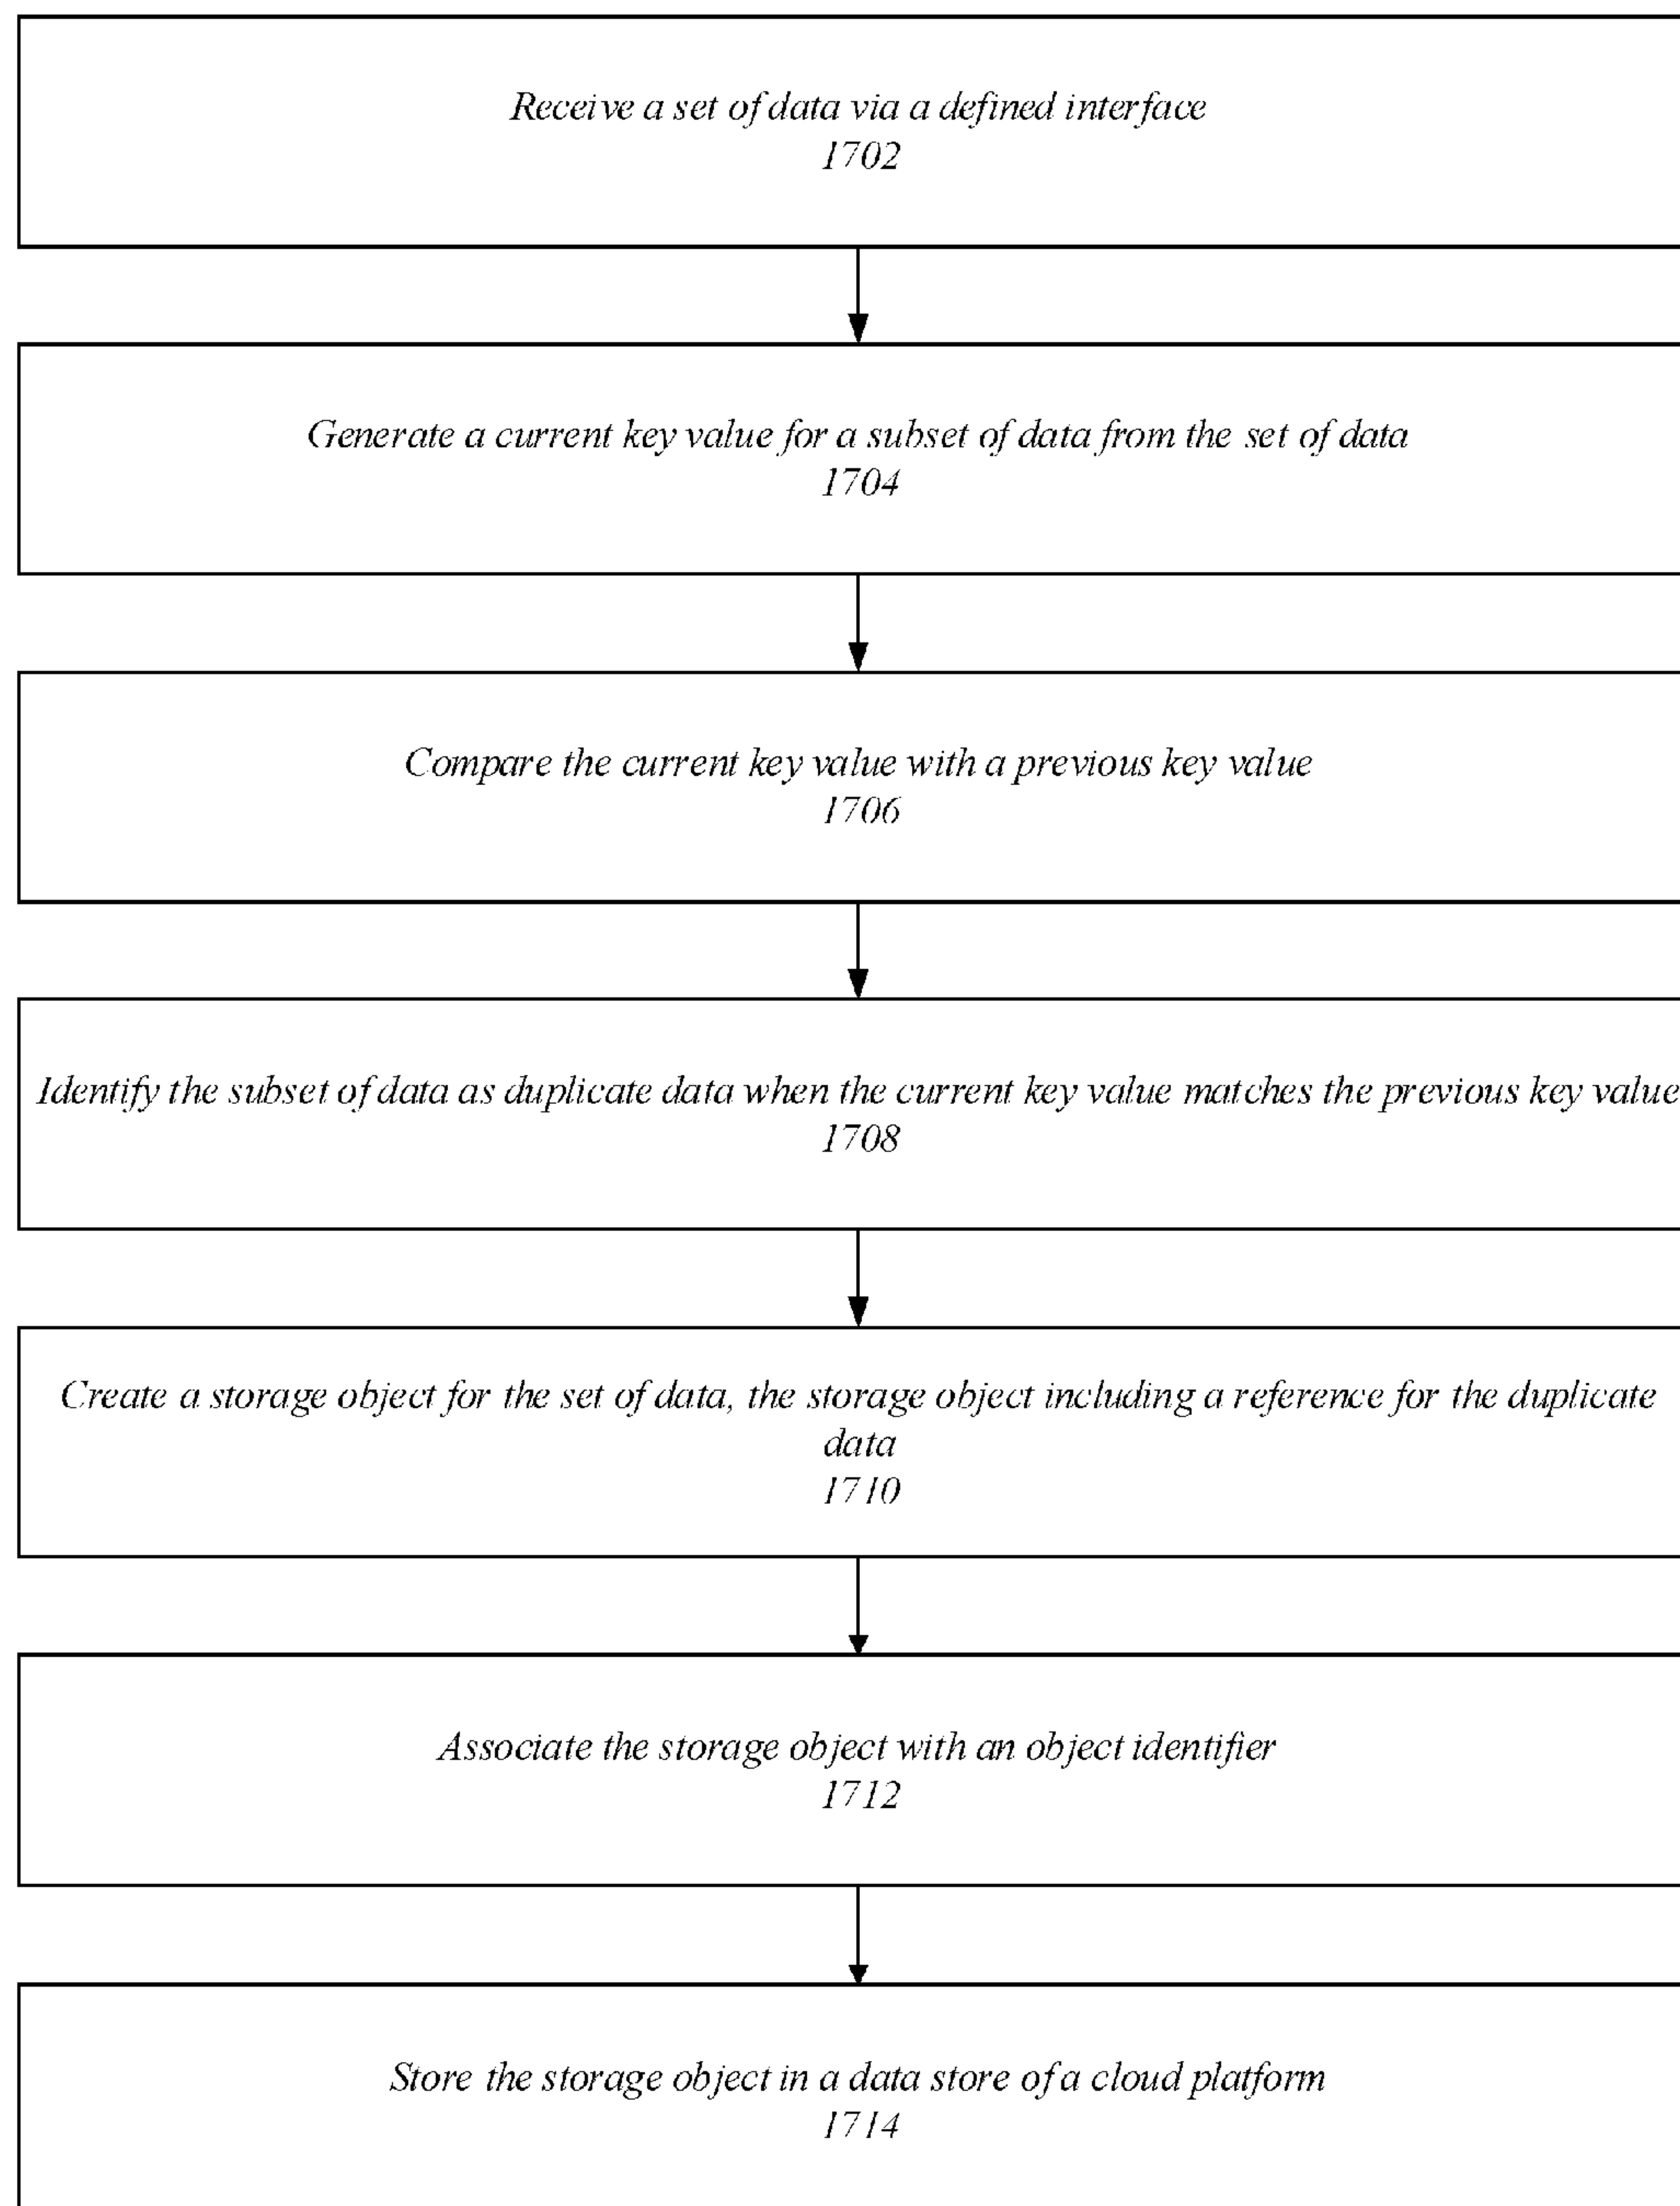 Receive a set of data via a defined interface
1702
Generate a current key value for a subset of data from the set of data
1704
Compare the current key value with a previous key value
1706
Identify the subset of data as duplicate data when the current key value matches the previous key value
1708
Create a storage object for the set of data, the storage object including a reference for the duplicate
data
1710
Associate the storage object with an object identifier
1712
Store the storage object in a data store of a cloud platform
1714